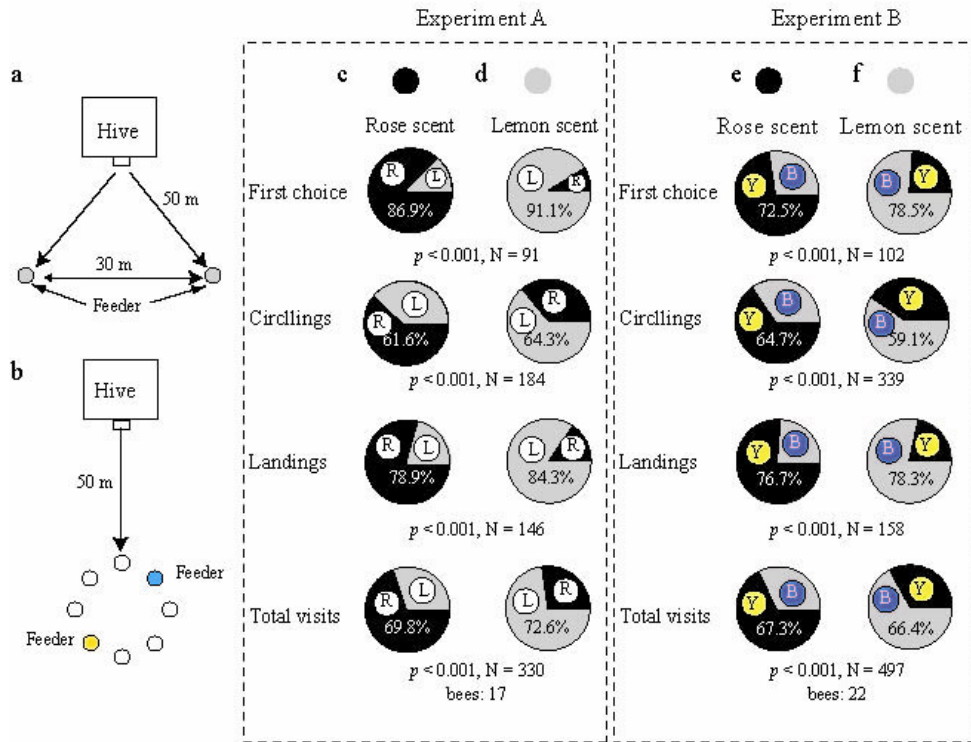 Experiment A
Experiment B
a
Hive
50 m
30 m
Feeder
b
Hive
50 m
Feeder
Feeder
c
d
Rose scent
Lemon scent
First choice
R
L
86.9%
L
R
91.1%
p < 0.001, N = 91
Circllings
R
L
61.6%
L
R
64.3%
p < 0.001, N = 184
Landings
R
L
78.9%
L
R
84.3%
p < 0.001, N = 146
Total visits
R
L
69.8%
L
R
72.6%
p < 0.001, N = 330
bees: 17
e
f
Rose scent
Lemon scent
First choice
Y
B
72.5%
B
Y
78.5%
p < 0.001, N = 102
Circllings
Y
B
64.7%
B
Y
59.1%
p < 0.001, N = 339
Landings
Y
B
76.7%
B
Y
78.3%
p < 0.001, N = 158
Total visits
Y
B
67.3%
B
Y
66.4%
p < 0.001, N = 497
bees: 22